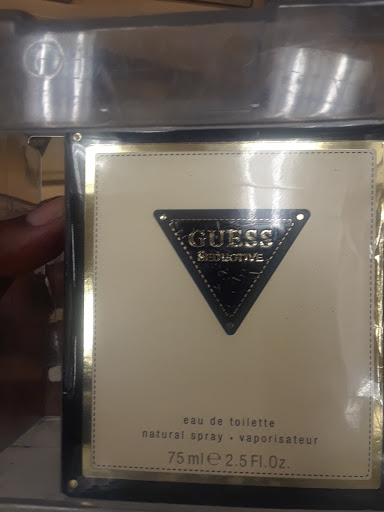 GUESS
SEDUCTIVE
eau de toilette
natural spray • vaporisateur
75 ml ℮ 2.5 Fl.Oz.